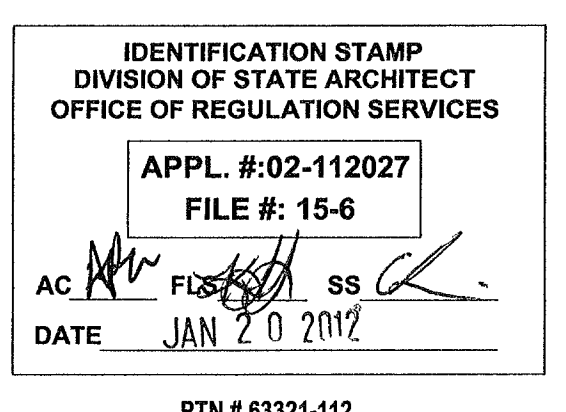 IDENTIFICATION STAMP
DIVISION OF STATE ARCHITECT
OFFICE OF REGULATION SERVICES
APPL. #:02-112027
FILE #: 15-6
AC FLS SS
DATE JAN 20 2012
PTN # 63321-112